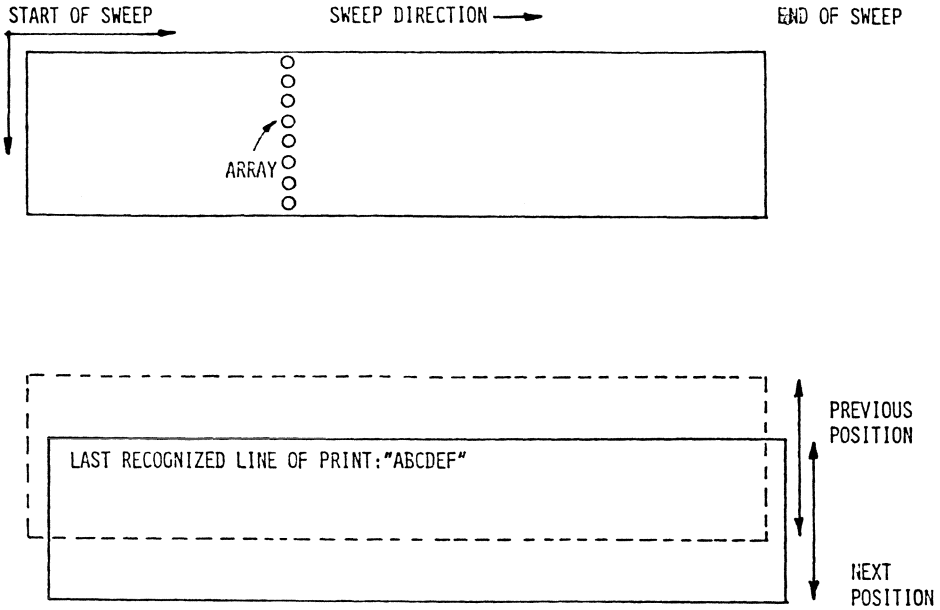 START OF SWEEP
SWEEP DIRECTION
END OF SWEEP
ARRAY
PREVIOUS
POSITION
LAST RECOGNIZED LINE OF PRINT:"ABCDEF"
NEXT
POSITION